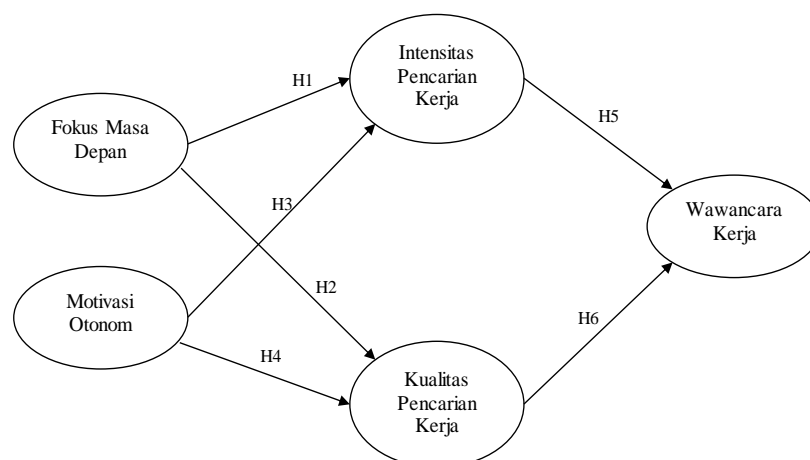 Intensitas
Pencarian
Kerja
H1
H5
Fokus Masa
Depan
H3
Wawancara
Kerja
Motivasi
Otonom
H2
H6
H4
Kualitas
Pencarian
Kerja